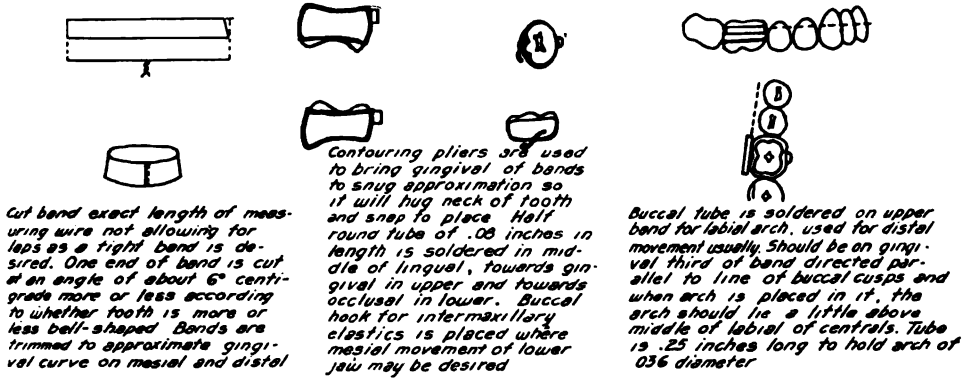 Cut band exact length of meas-
uring wire not allowing for
laps as a tight band is de-
sired. One end of band is cut
at an angle of about 6° centi-
grade more or less according
to whether tooth is more or
less bell-shaped Bands are
trimmed to approximate gingi-
val curve on mesial and distal
Contouring pliers are used
to bring gingival of bands
to snug approximation so
it will hug neck of tooth
and snap to place Half
round tube of .08 inches in
length is soldered in mid-
dle of lingual, towards gin-
gival in upper and towards
occlusal in lower. Buccal
hook for intermaxillary
elastics is placed where
mesial movement of lower
jaw may be desired
Buccal tube is soldered on upper
band for labial arch, used for distal
movement usually. Should be on gingi-
val third of band directed par-
allel to line of buccal cusps and
when arch is placed in it, the
arch should lie a little above
middle of labial of centrals. Tube
is .25 inches long to hold arch of
036 diameter